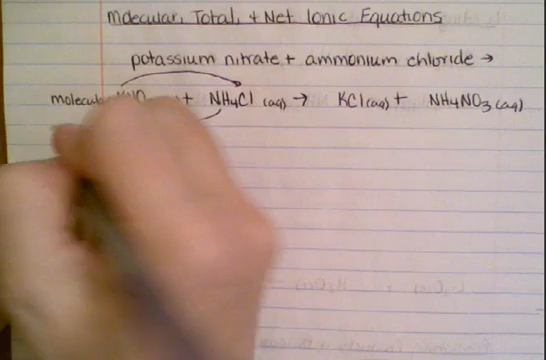 Molecular, Total, + Net Ionic Equations
potassium nitrate + ammonium chloride →
+ NH₄Cl (aq) → KCl(aq) + NH₄NO₃(aq)